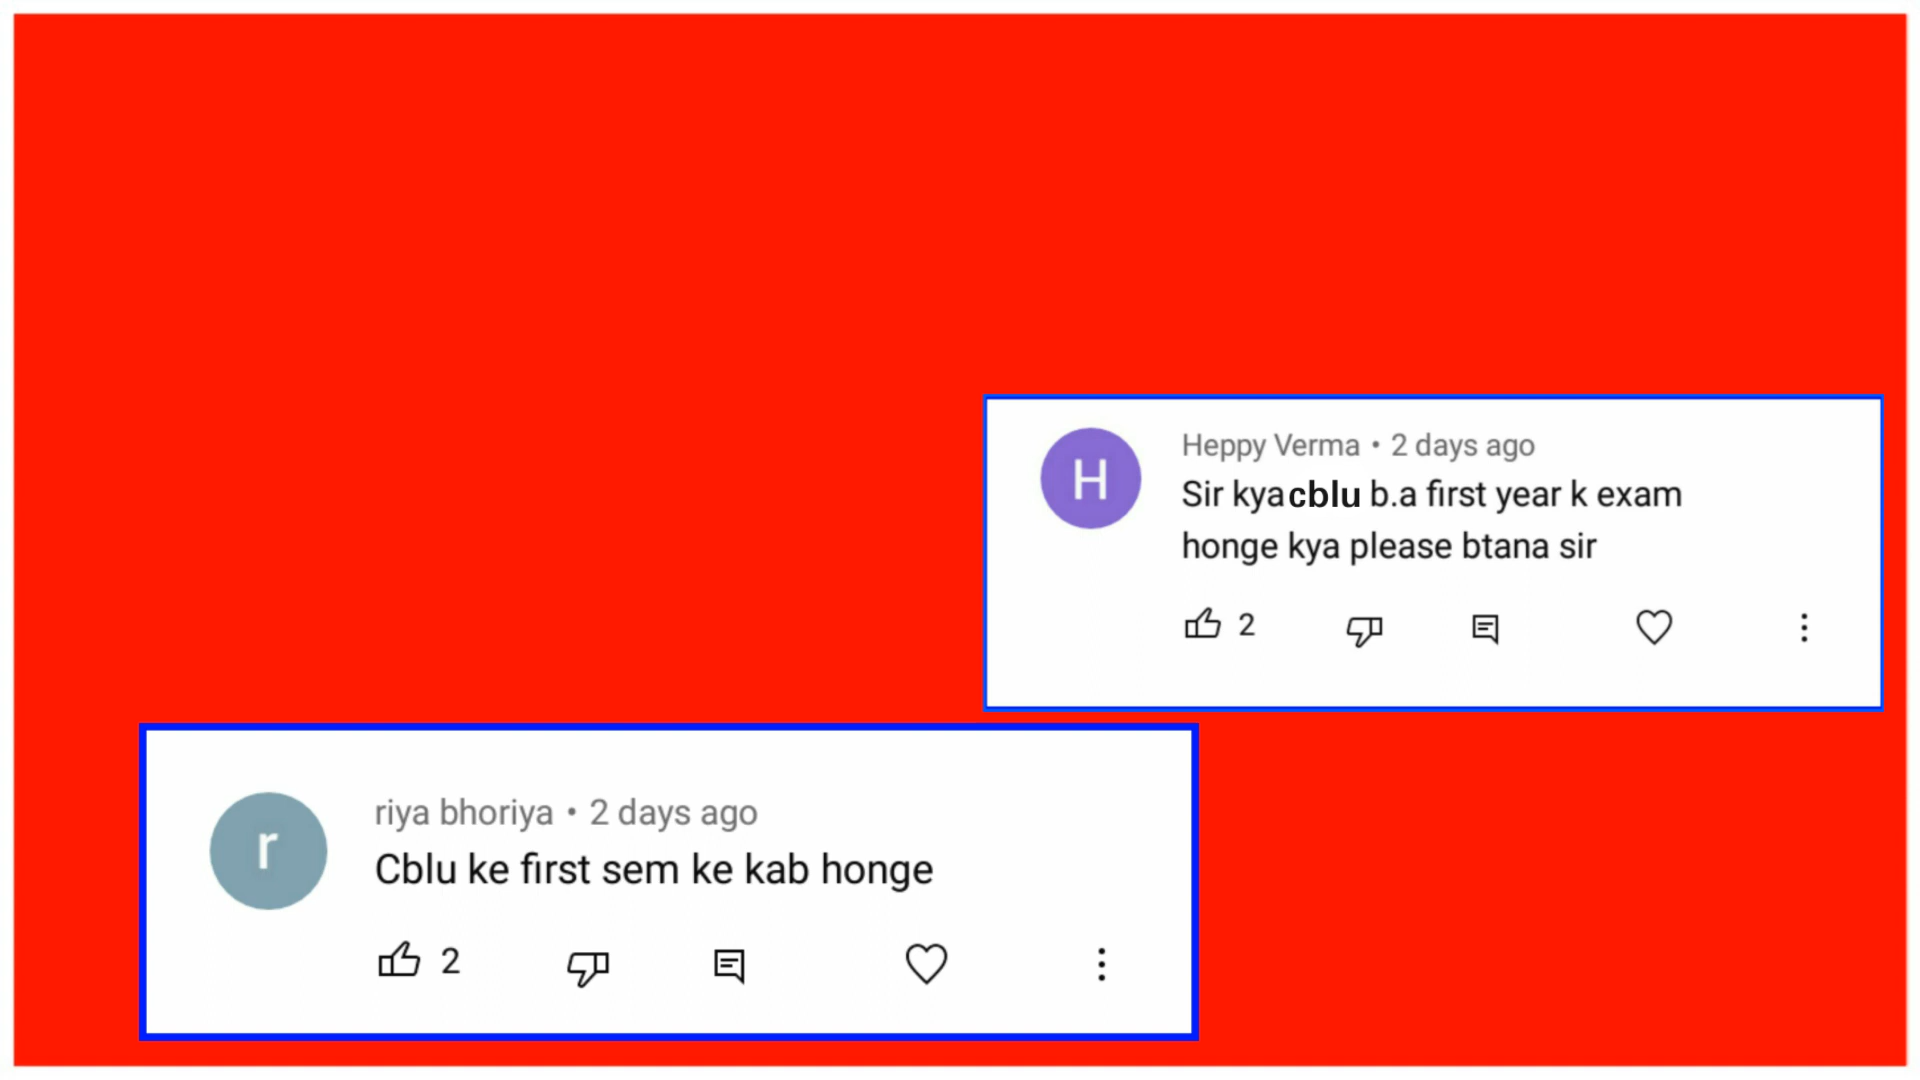 H
Heppy Verma • 2 days ago
Sir kya cblu b.a first year k exam
honge kya please btana sir
2
r
riya bhoriya • 2 days ago
Cblu ke first sem ke kab honge
2